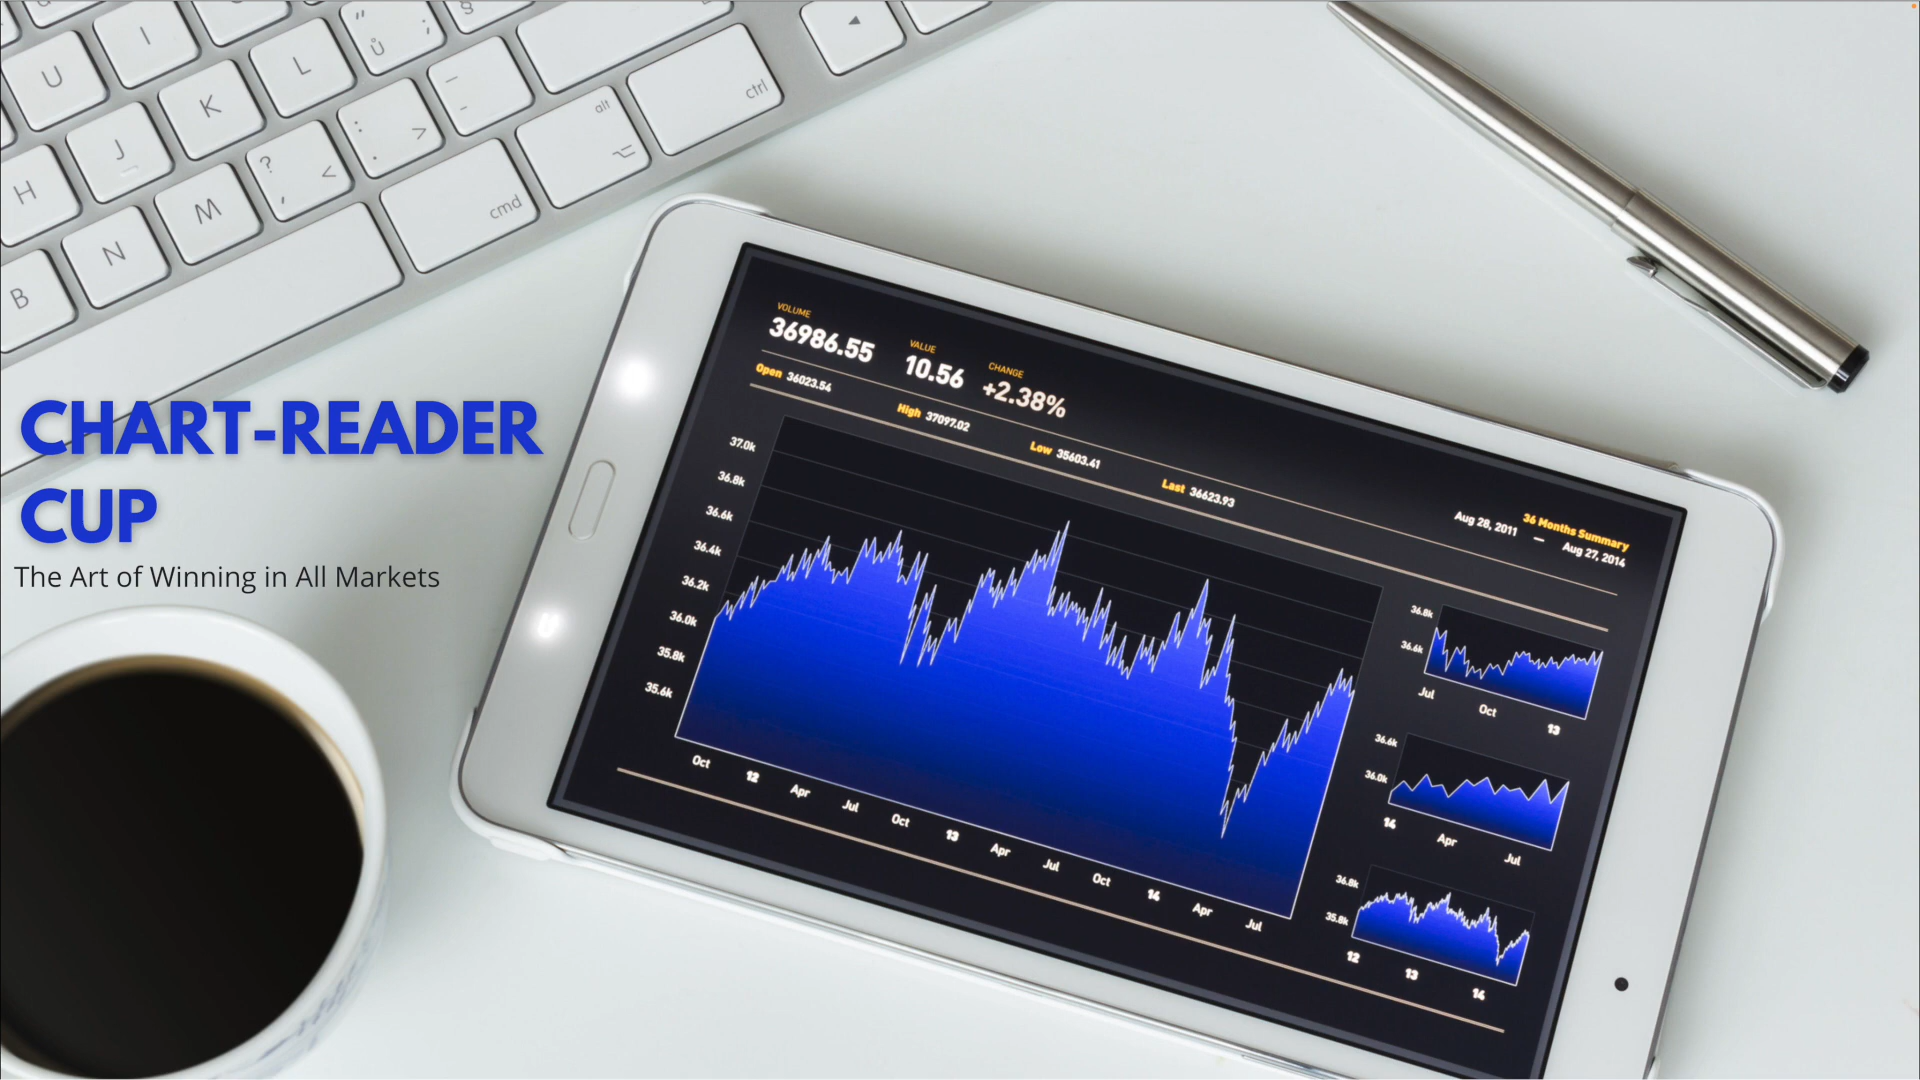 §
I
ů
;
U
L
K
J
H
M
N
B
alt
ctrl
cmd
CHART-READER
CUP
The Art of Winning in All Markets
VOLUME
36986.55
VALUE
10.56
CHANGE
+2.38%
Open 36023.54
High 37097.02
Low 35603.41
Last 36623.93
36 Months Summary
Aug 28, 2011 — Aug 27, 2014
37.0k
36.8k
36.6k
36.4k
36.2k
36.0k
35.8k
35.6k
Oct 12 Apr Jul Oct 13 Apr Jul Oct 14 Apr Jul
36.8k
36.6k
Jul Oct 13
36.6k
36.0k
14 Apr Jul
36.8k
35.8k
12 13 14